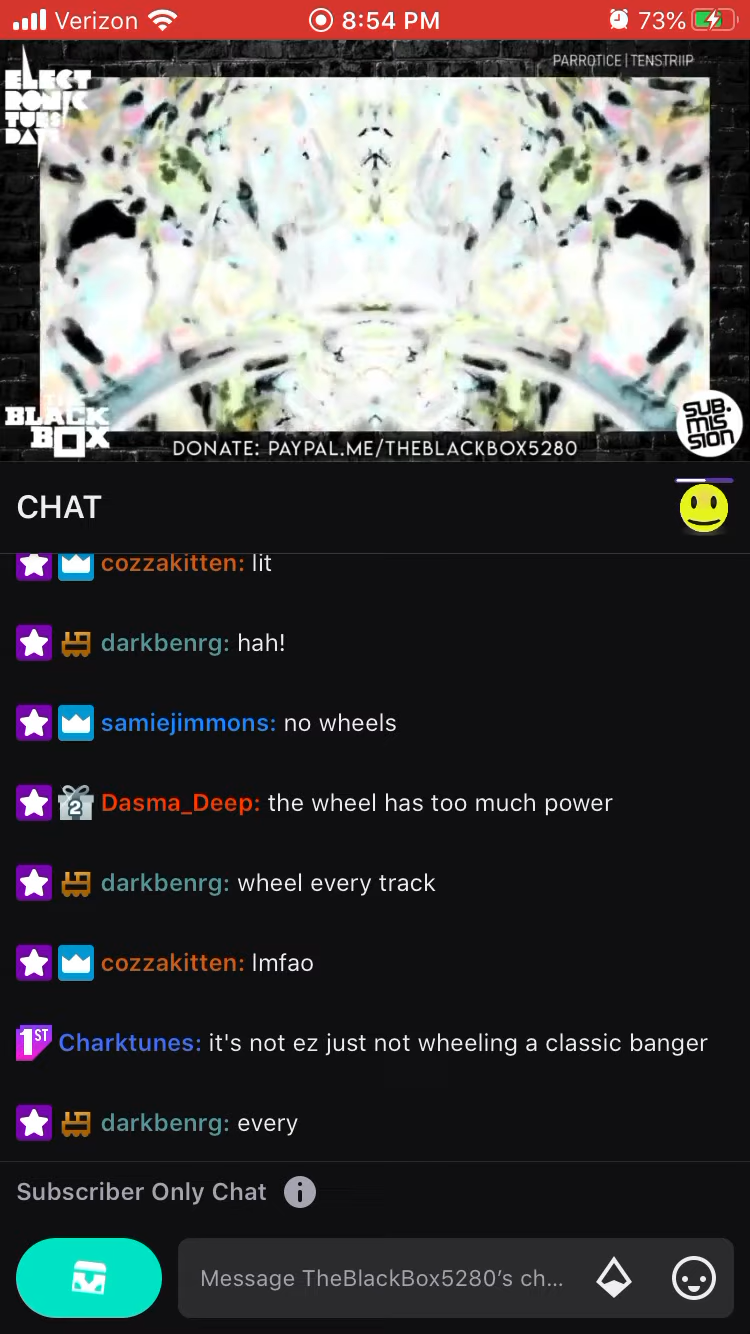 Verizon 8:54 PM 73%
PARROTICE | TENSTRIIP
ELECT
RONIC
TUES
DAYS
THE
BLACK
BOX
SUB.
MIS
SION
DONATE: PAYPAL.ME/THEBLACKBOX5280
CHAT
cozzakitten: lit
darkbenrg: hah!
samiejimmons: no wheels
2 Dasma_Deep: the wheel has too much power
darkbenrg: wheel every track
cozzakitten: lmfao
1ST Charktunes: it's not ez just not wheeling a classic banger
darkbenrg: every
Subscriber Only Chat i
Message TheBlackBox5280's ch...